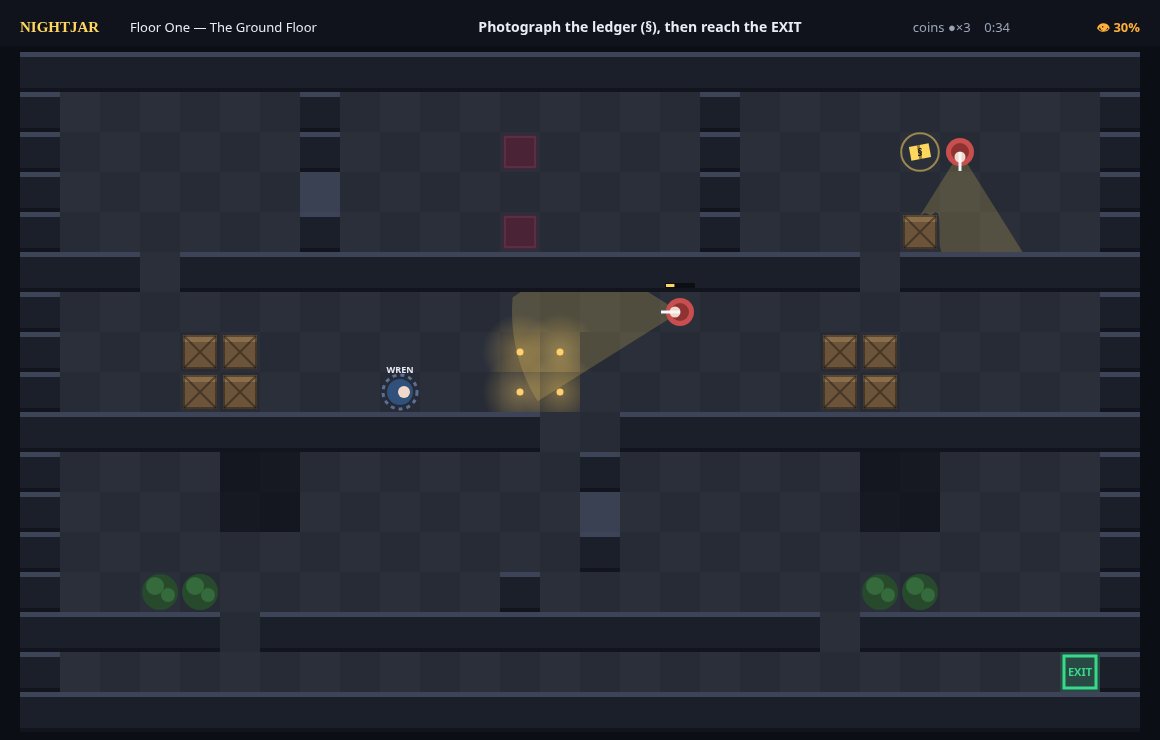 NIGHTJAR Floor One — The Ground Floor Photograph the ledger (§), then reach the EXIT coins ●×3 0:34 30%
§
WREN
EXIT